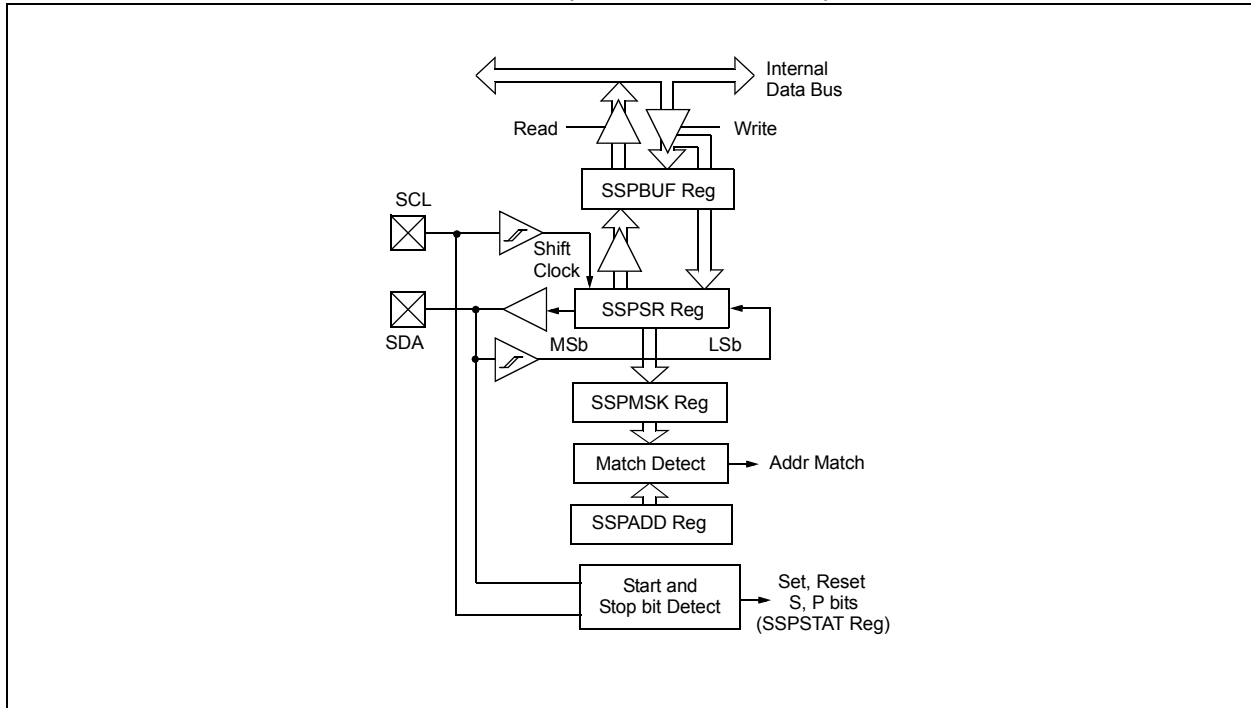 Internal
Data Bus
Read
Write
SSPBUF Reg
SCL
Shift
Clock
SSPSR Reg
SDA
MSb
LSb
SSPMSK Reg
Match Detect
Addr Match
SSPADD Reg
Start and
Stop bit Detect
Set, Reset
S, P bits
(SSPSTAT Reg)